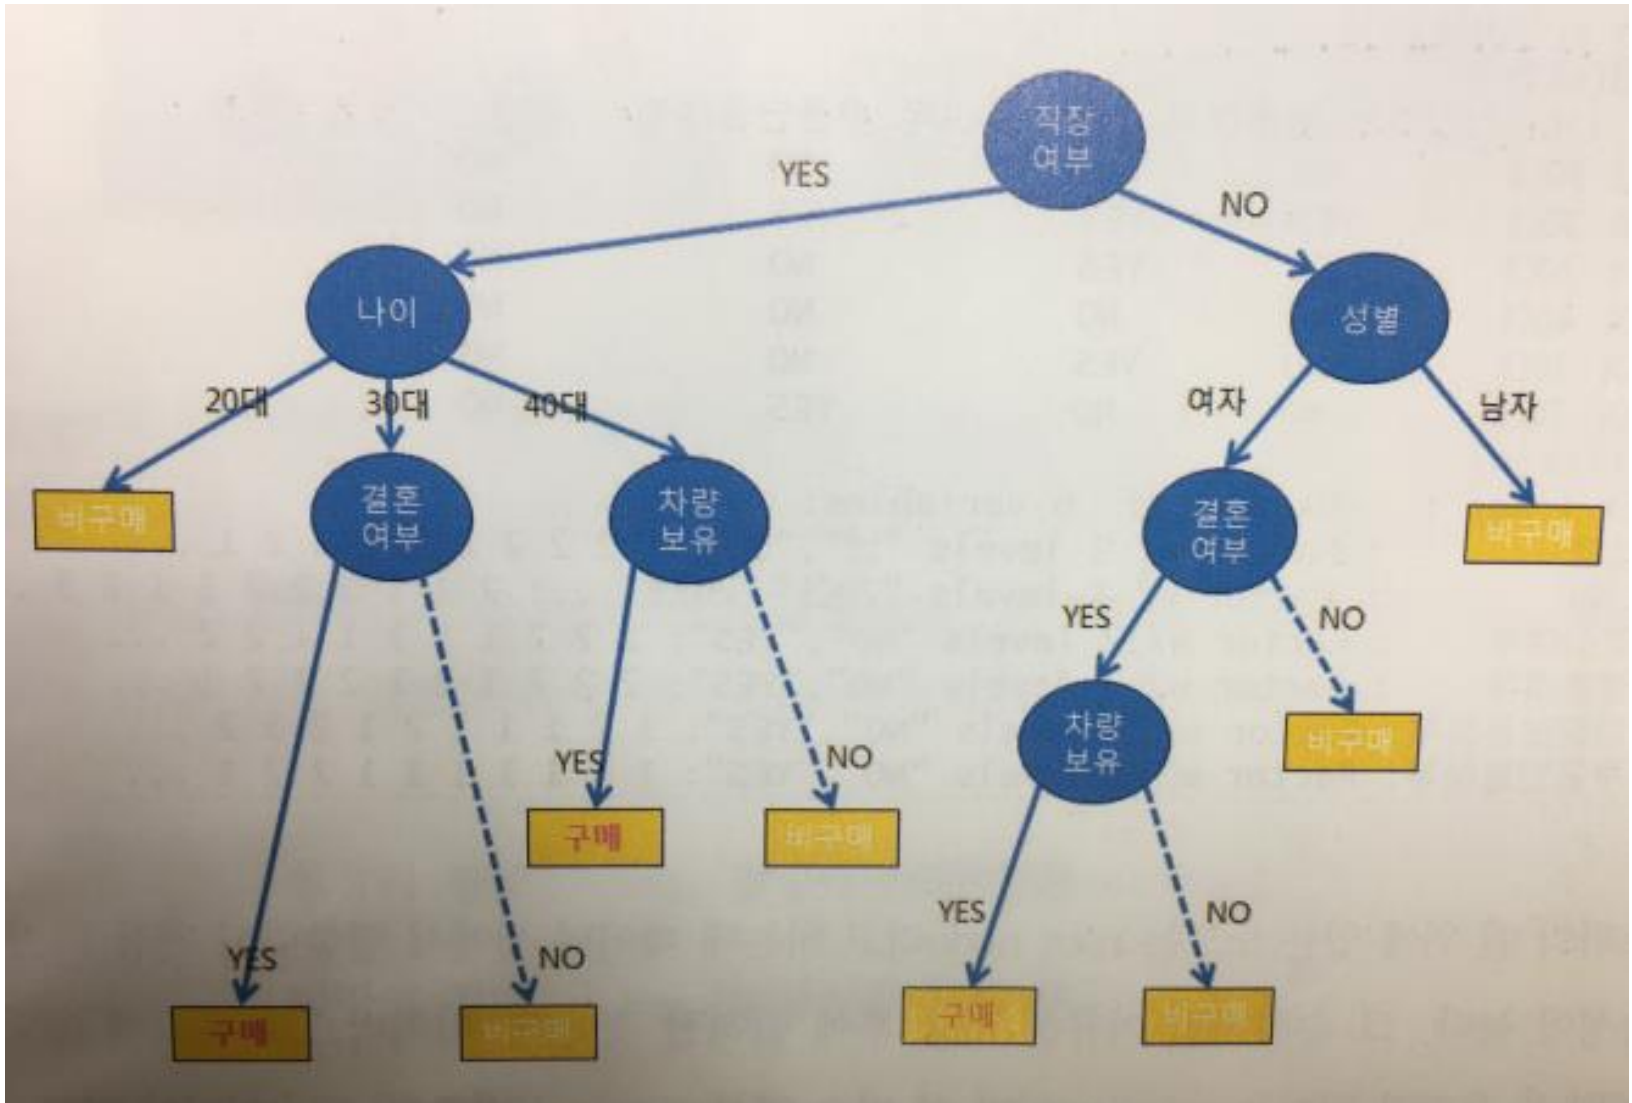 직장
여부
YES
NO
나이
성별
20대
30대
40대
여자
남자
비구매
결혼
여부
차량
보유
결혼
여부
비구매
YES
NO
차량
보유
비구매
YES
NO
구매
비구매
YES
NO
YES
NO
구매
비구매
구매
비구매